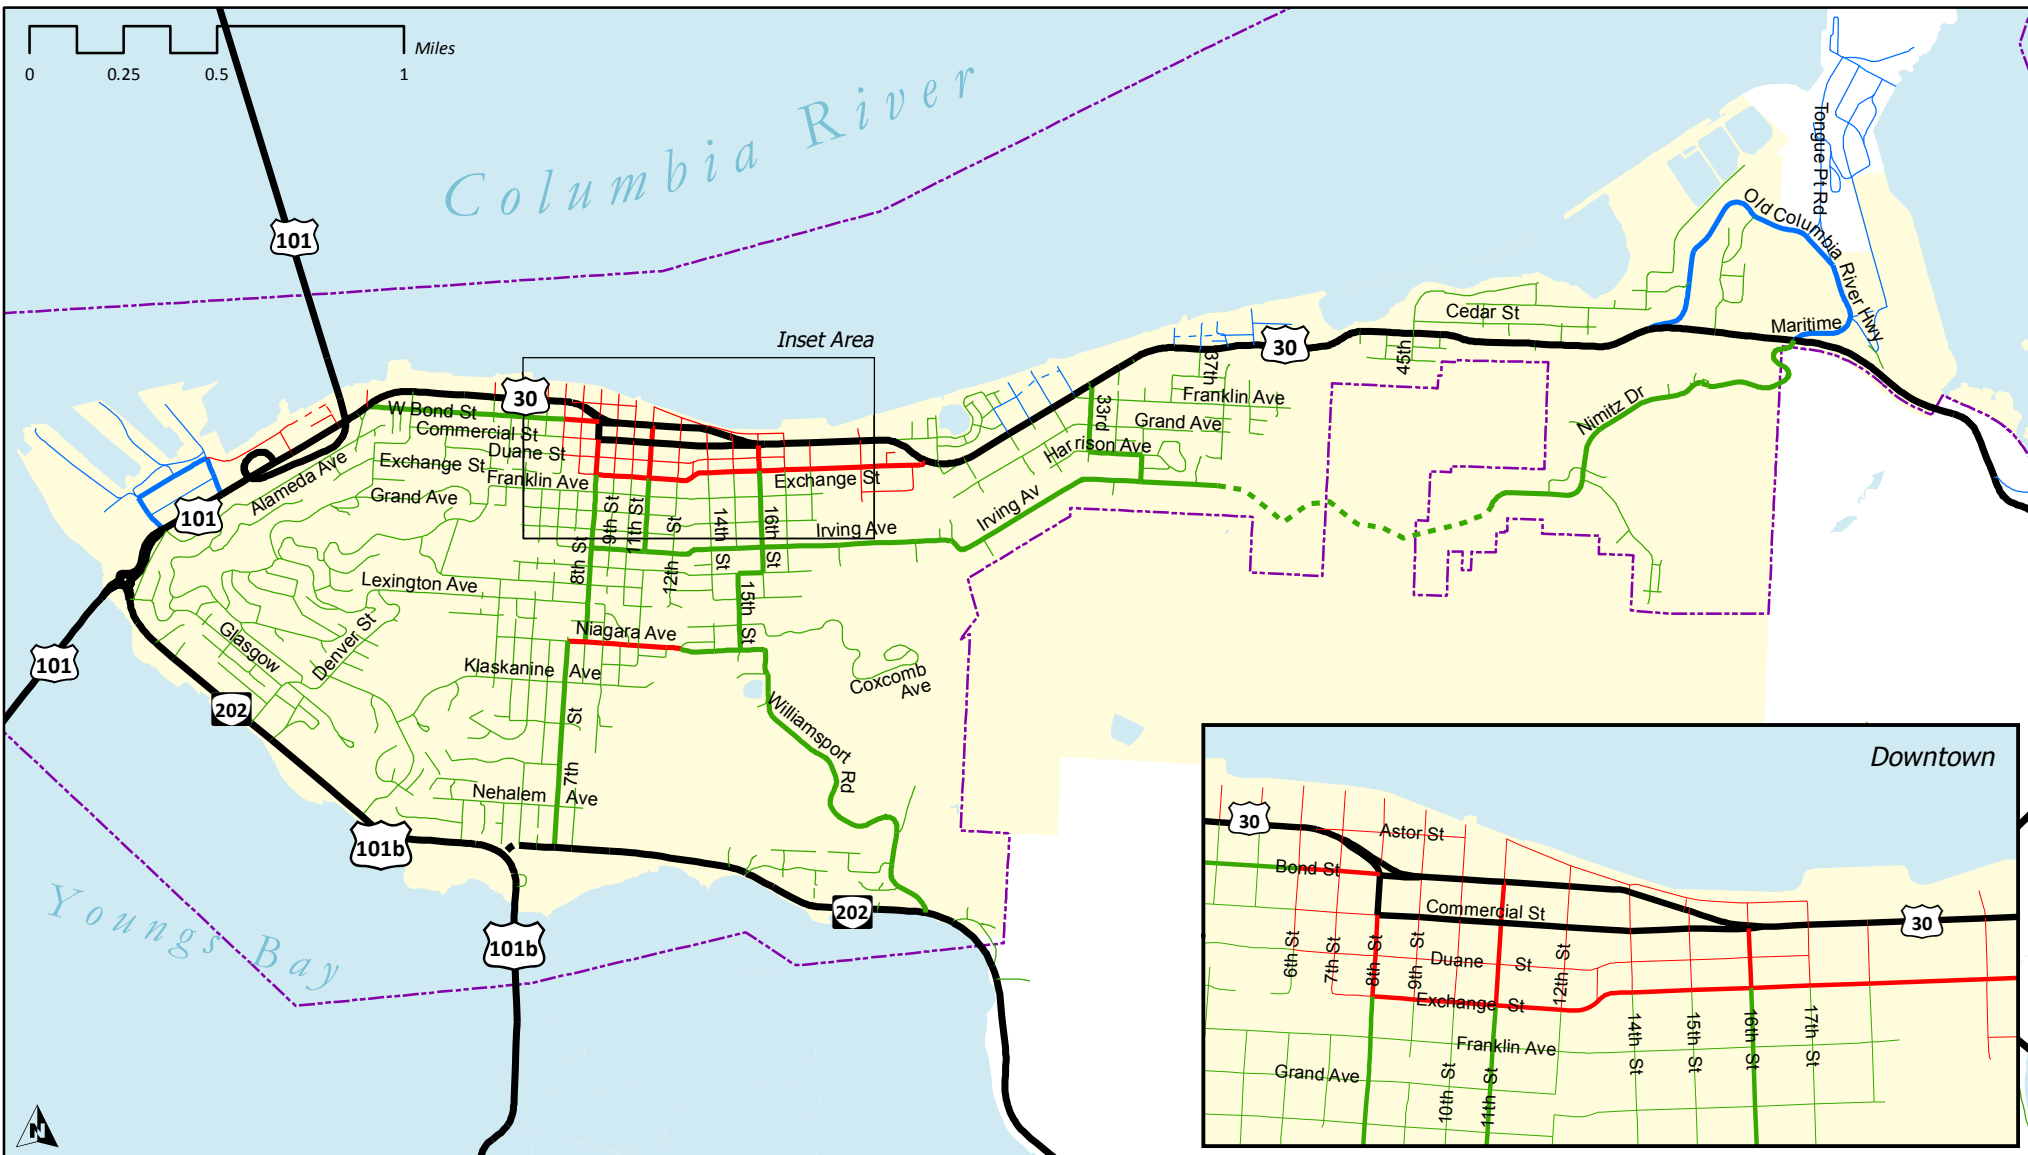 Miles
0 0.25 0.5 1
Columbia River
101
Inset Area
30
W Bond St
Commercial St
Duane St
Exchange St
Franklin Ave
Grand Ave
Alameda Ave
101
101
Lexington Ave
Glasgow
Denver St
202
8th St
9th St
11th St
12th St
14th St
16th St
15th St
Exchange St
Irving Ave
Irving Av
Niagara Ave
Klaskanine Ave
7th St
Nehalem Ave
Coxcomb
Ave
Williamsport Rd
101b
101b
202
Youngs Bay
33rd
Harrison Ave
Grand Ave
Franklin Ave
37th
30
45th
Cedar St
Nimitz Dr
Maritime
Old Columbia River Hwy
Tongue Pt Rd
N
Downtown
30
Astor St
Bond St
Commercial St
30
6th St
7th St
8th St
9th St
Duane St
12th St
Exchange St
Franklin Ave
Grand Ave
10th St
11th St
14th St
15th St
16th St
17th St